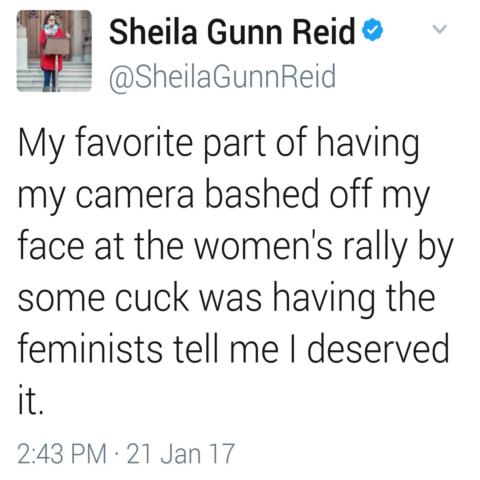 Sheila Gunn Reid
@SheilaGunnReid
My favorite part of having
my camera bashed off my
face at the women's rally by
some cuck was having the
feminists tell me I deserved
it.
2:43 PM · 21 Jan 17